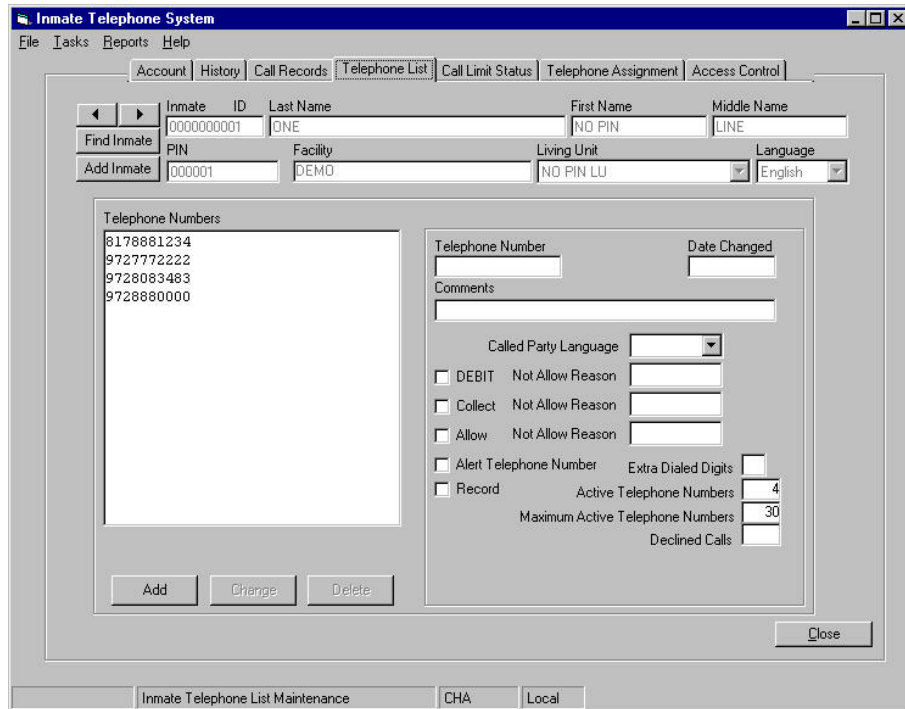 Inmate Telephone System
File Tasks Reports Help
Account History Call Records Telephone List Call Limit Status Telephone Assignment Access Control
Inmate ID Last Name First Name Middle Name
0000000001 ONE NO PIN LINE
Find Inmate
PIN Facility Living Unit Language
Add Inmate 000001 DEMO NO PIN LU English
Telephone Numbers
8178881234
9727772222
9728083483
9728880000
Add Change Delete
Telephone Number Date Changed
Comments
Called Party Language
DEBIT Not Allow Reason
Collect Not Allow Reason
Allow Not Allow Reason
Alert Telephone Number Extra Dialed Digits
Record Active Telephone Numbers 4
Maximum Active Telephone Numbers 30
Declined Calls
Close
Inmate Telephone List Maintenance CHA Local